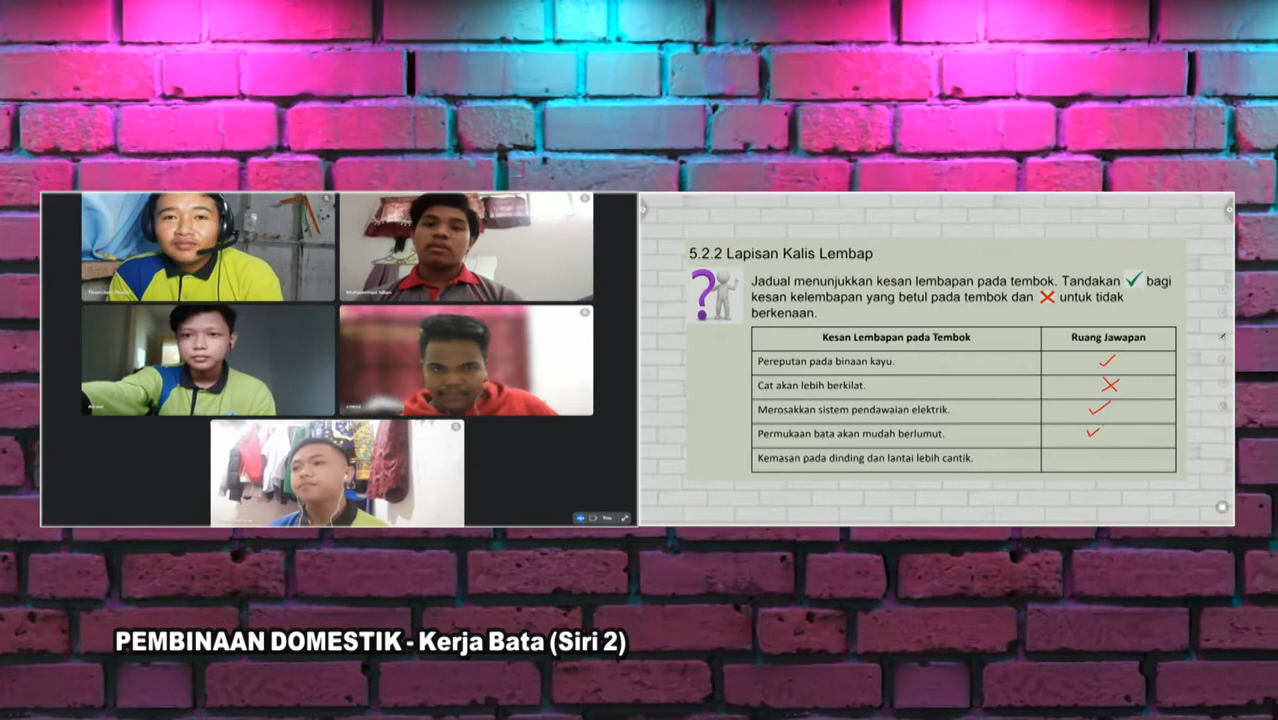 5.2.2 Lapisan Kalis Lembap
Jadual menunjukkan kesan lembapan pada tembok. Tandakan ✓ bagi
kesan kelembapan yang betul pada tembok dan ✗ untuk tidak
berkenaan.
Kesan Lembapan pada Tembok Ruang Jawapan
Pereputan pada binaan kayu. ✓
Cat akan lebih berkilat. ✗
Merosakkan sistem pendawaian elektrik. ✓
Permukaan bata akan mudah berlumut. ✓
Kemasan pada dinding dan lantai lebih cantik.
You
PEMBINAAN DOMESTIK - Kerja Bata (Siri 2)